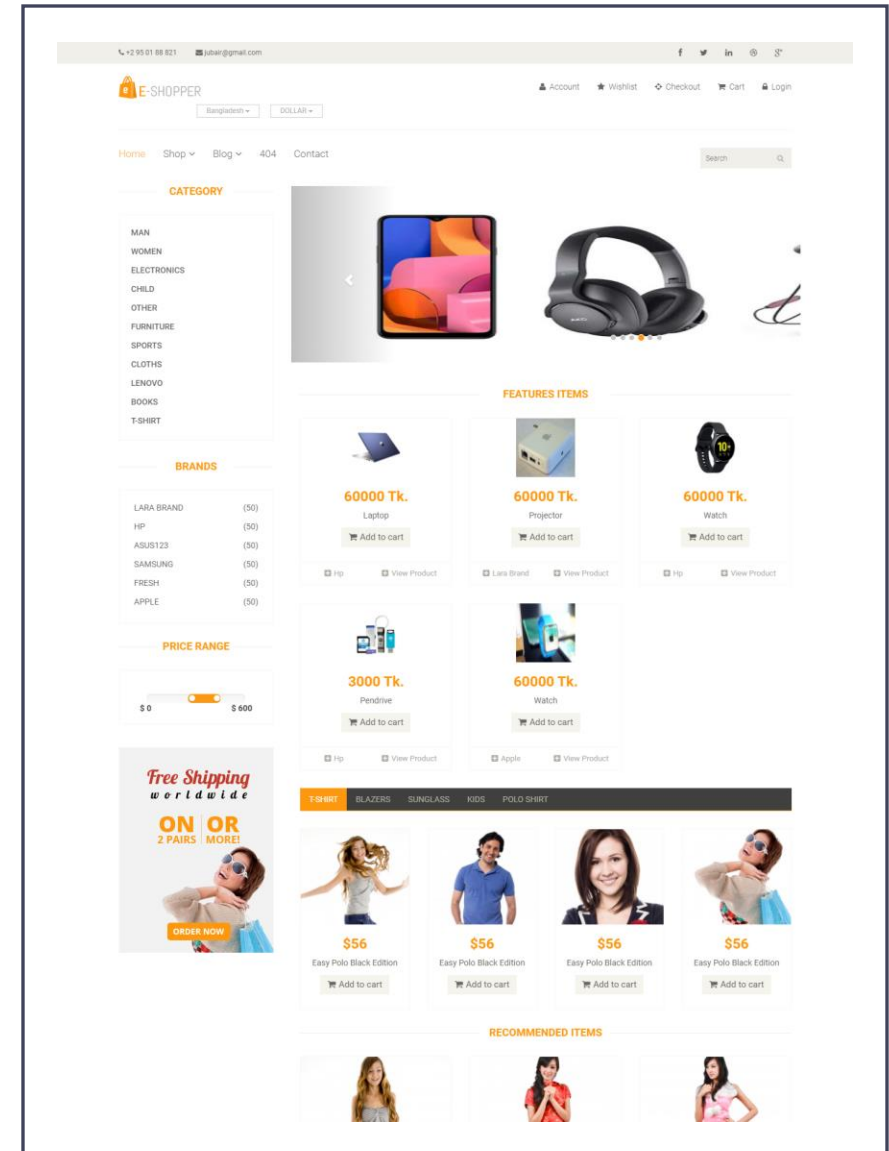 +2 95 01 88 821 jubair@gmail.com
E-SHOPPER
Bangladesh DOLLAR
Account Wishlist Checkout Cart Login
Home Shop Blog 404 Contact
Search
CATEGORY
MAN
WOMEN
ELECTRONICS
CHILD
OTHER
FURNITURE
SPORTS
CLOTHS
LENOVO
BOOKS
T-SHIRT
BRANDS
LARA BRAND (50)
HP (50)
ASUS123 (50)
SAMSUNG (50)
FRESH (50)
APPLE (50)
PRICE RANGE
$ 0 $ 600
Free Shipping
worldwide
ON OR
2 PAIRS MORE!
ORDER NOW
FEATURES ITEMS
60000 Tk. 60000 Tk. 60000 Tk.
Laptop Projector Watch
Add to cart Add to cart Add to cart
Hp View Product Lara-Brand View Product Hp View Product
10+
3000 Tk. 60000 Tk.
Pendrive Watch
Add to cart Add to cart
Hp View Product Apple View Product
T-SHIRT BLAZERS SUNGLASS KIDS POLO SHIRT
$56 $56 $56 $56
Easy Polo Black Edition Easy Polo Black Edition Easy Polo Black Edition Easy Polo Black Edition
Add to cart Add to cart Add to cart Add to cart
RECOMMENDED ITEMS